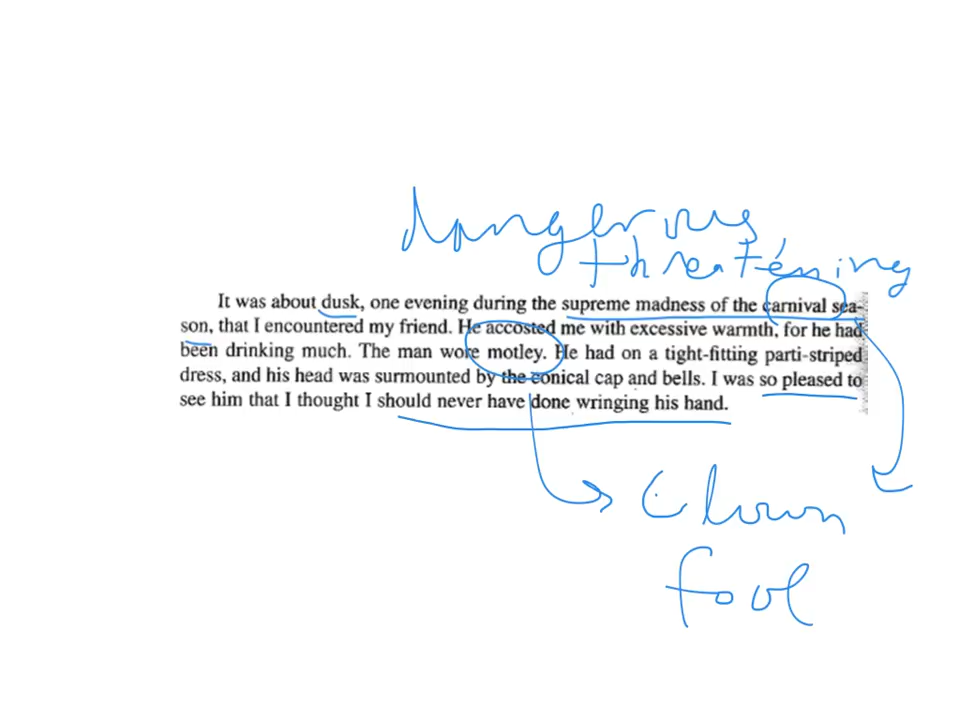 dangerous
threatening
It was about dusk, one evening during the supreme madness of the carnival sea-
son, that I encountered my friend. He accosted me with excessive warmth, for he had
been drinking much. The man wore motley. He had on a tight-fitting parti-striped
dress, and his head was surmounted by the conical cap and bells. I was so pleased to
see him that I thought I should never have done wringing his hand.
clown
fool